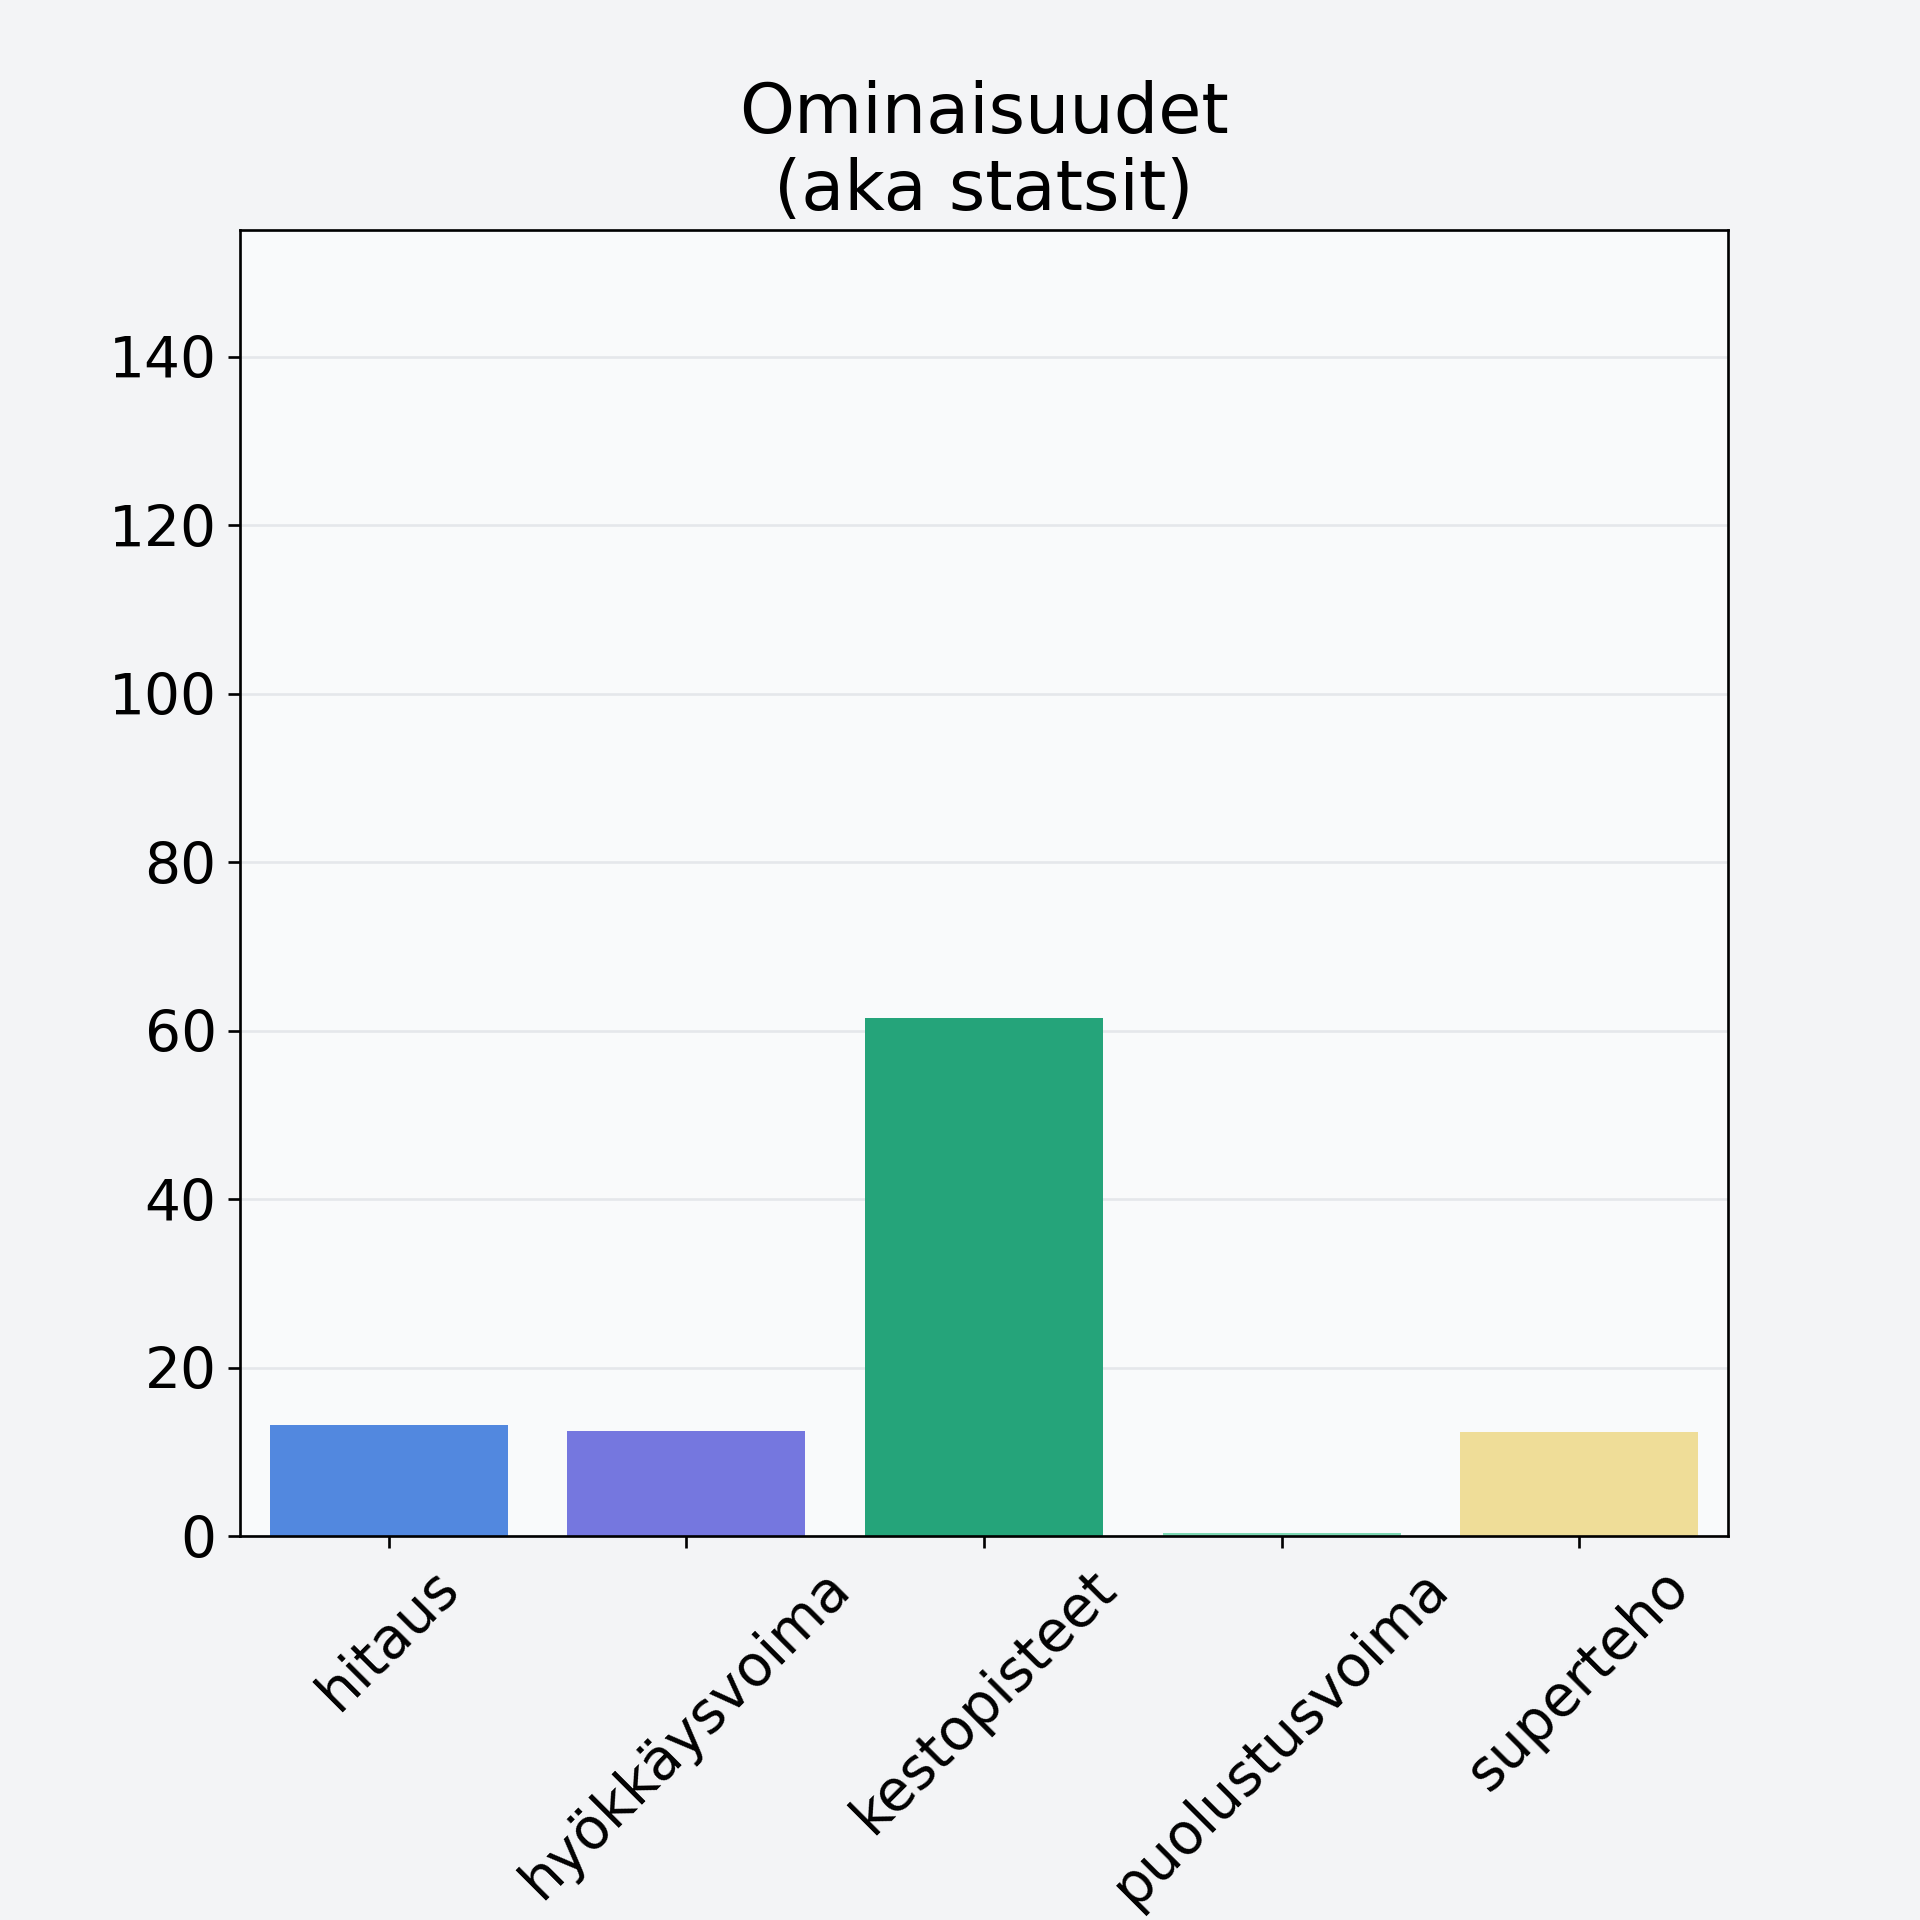 Ominaisuudet
(aka statsit)
140
120
100
80
60
40
20
0
hitaus
hyökkäysvoima
kestopisteet
puolustusvoima
superteho